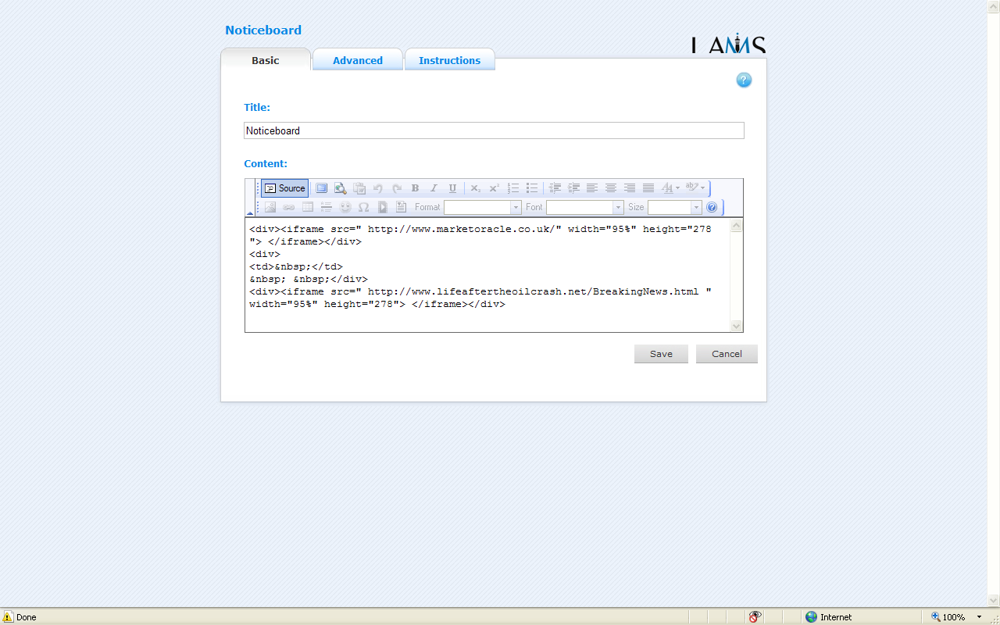 Noticeboard
LAMS
Basic
Advanced
Instructions
?
Title:
Noticeboard
Content:
Source
B I U X₂ X²
Ω Format Font Size ?
<div><iframe src=" http://www.marketoracle.co.uk/" width="95%" height="278
"> </iframe></div>
<div>
<td>&nbsp;</td>
&nbsp; &nbsp;</div>
<div><iframe src=" http://www.lifeaftertheoilcrash.net/BreakingNews.html "
width="95%" height="278"> </iframe></div>
Save
Cancel
Done
Internet
100%